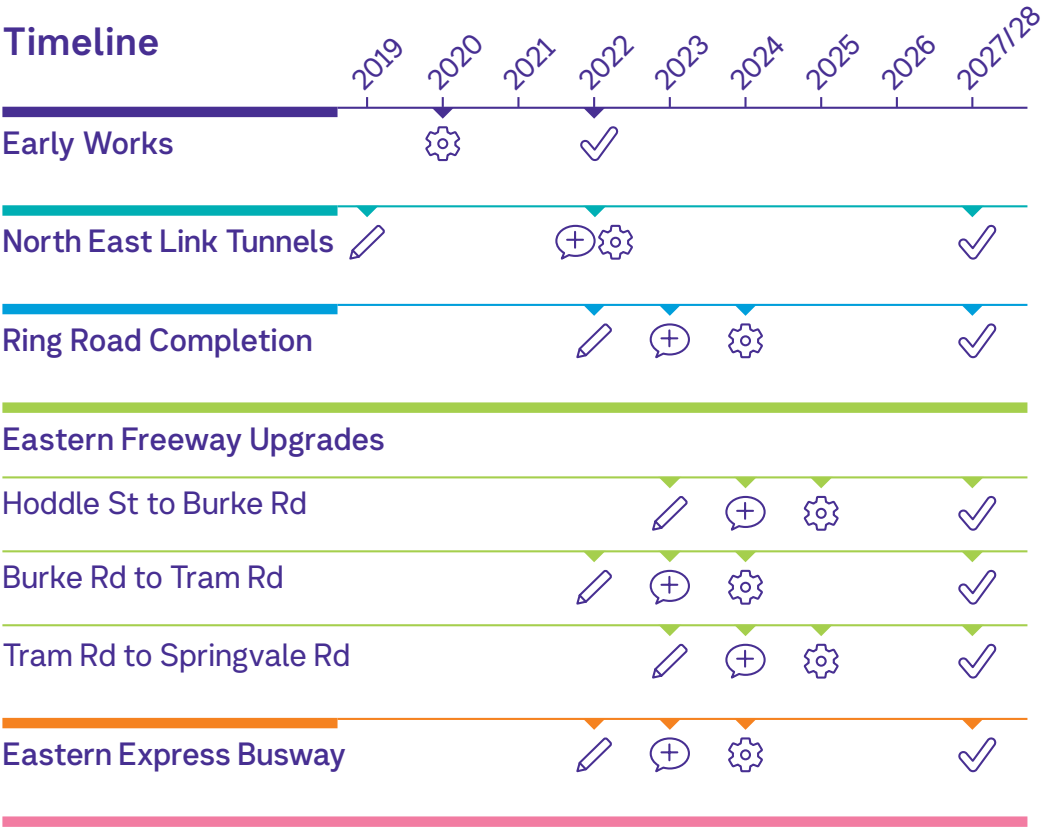 Timeline
2019 2020 2021 2022 2023 2024 2025 2026 2027/28
Early Works
North East Link Tunnels
Ring Road Completion
Eastern Freeway Upgrades
Hoddle St to Burke Rd
Burke Rd to Tram Rd
Tram Rd to Springvale Rd
Eastern Express Busway